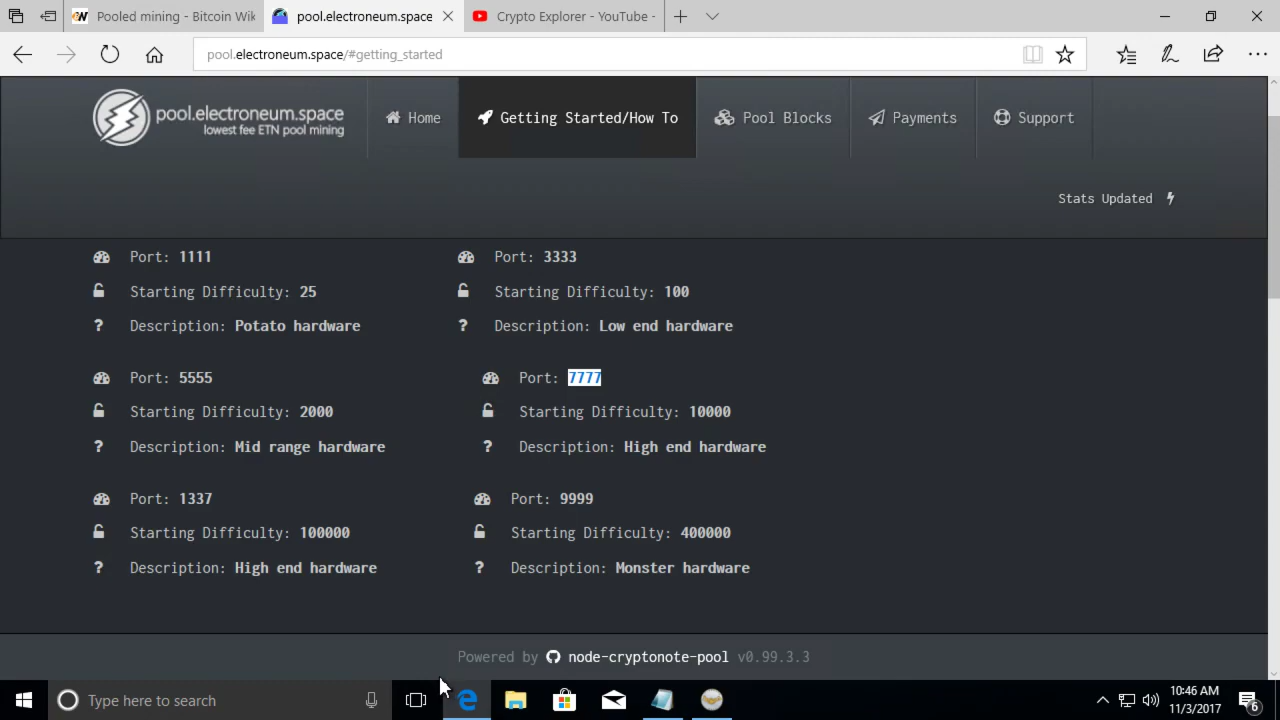 Pooled mining - Bitcoin Wik
pool.electroneum.space
Crypto Explorer - YouTube -
pool.electroneum.space/#getting_started
pool.electroneum.space
lowest fee ETN pool mining
Home
Getting Started/How To
Pool Blocks
Payments
Support
Stats Updated
Port: 1111
Port: 3333
Starting Difficulty: 25
Starting Difficulty: 100
? Description: Potato hardware
? Description: Low end hardware
Port: 5555
Port: 7777
Starting Difficulty: 2000
Starting Difficulty: 10000
? Description: Mid range hardware
? Description: High end hardware
Port: 1337
Port: 9999
Starting Difficulty: 100000
Starting Difficulty: 400000
? Description: High end hardware
? Description: Monster hardware
Powered by node-cryptonote-pool v0.99.3.3
Type here to search
10:46 AM
11/3/2017
6